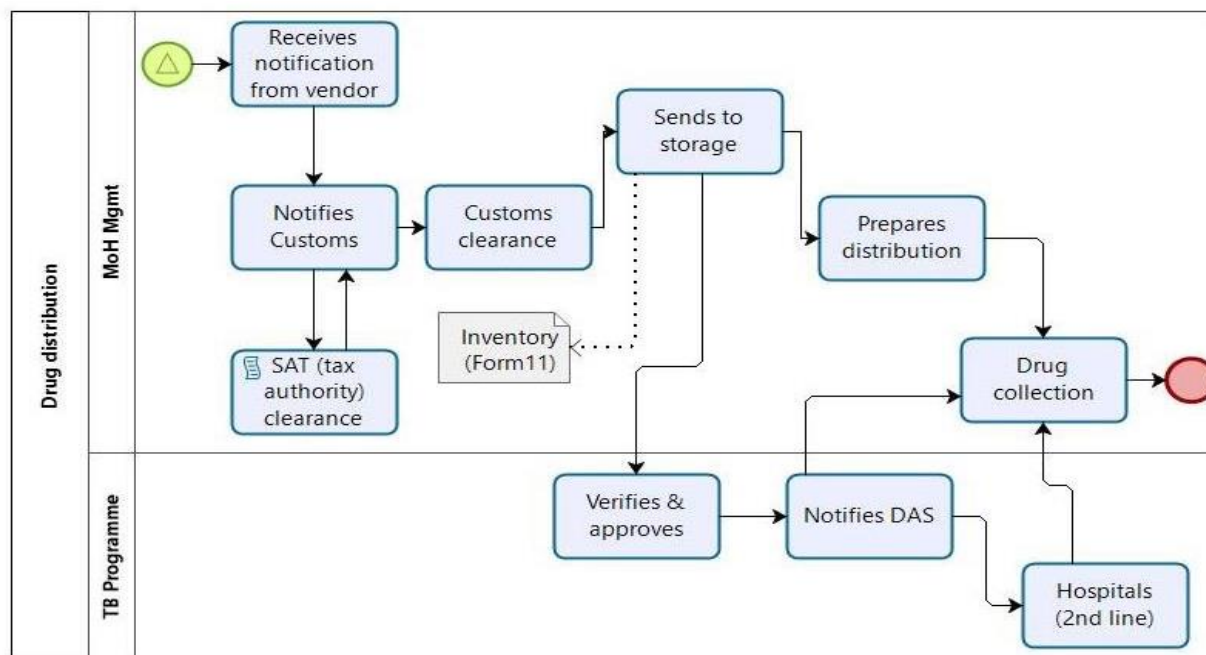 Drug distribution
MoH Mgmt
Receives
notification
from vendor
Notifies
Customs
SAT (tax
authority)
clearance
Customs
clearance
Sends to
storage
Inventory
(Form11)
Prepares
distribution
Drug
collection
TB Programme
Verifies &
approves
Notifies DAS
Hospitals
(2nd line)